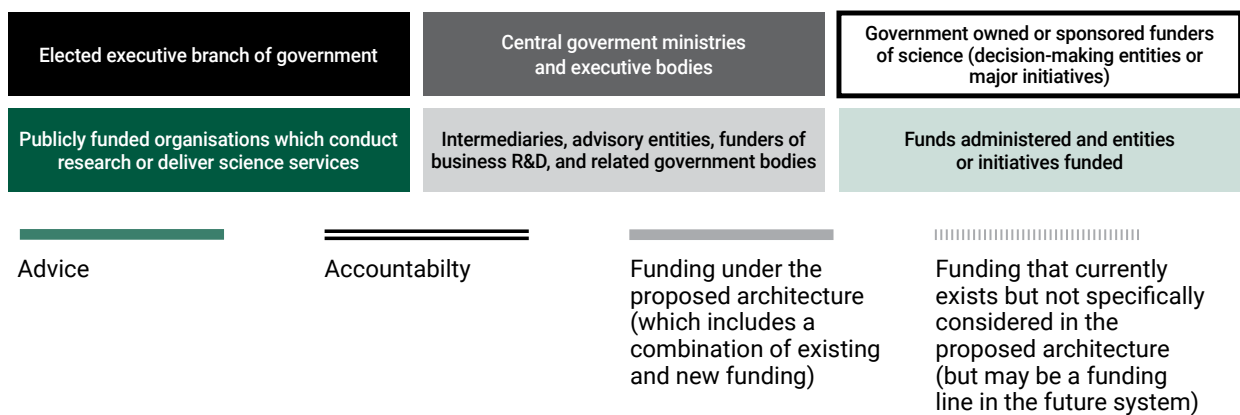 Elected executive branch of government
Central goverment ministries
and executive bodies
Government owned or sponsored funders
of science (decision-making entities or
major initiatives)
Publicly funded organisations which conduct
research or deliver science services
Intermediaries, advisory entities, funders of
business R&D, and related government bodies
Funds administered and entities
or initiatives funded
Advice
Accountabilty
Funding under the
proposed architecture
(which includes a
combination of existing
and new funding)
Funding that currently
exists but not specifically
considered in the
proposed architecture
(but may be a funding
line in the future system)